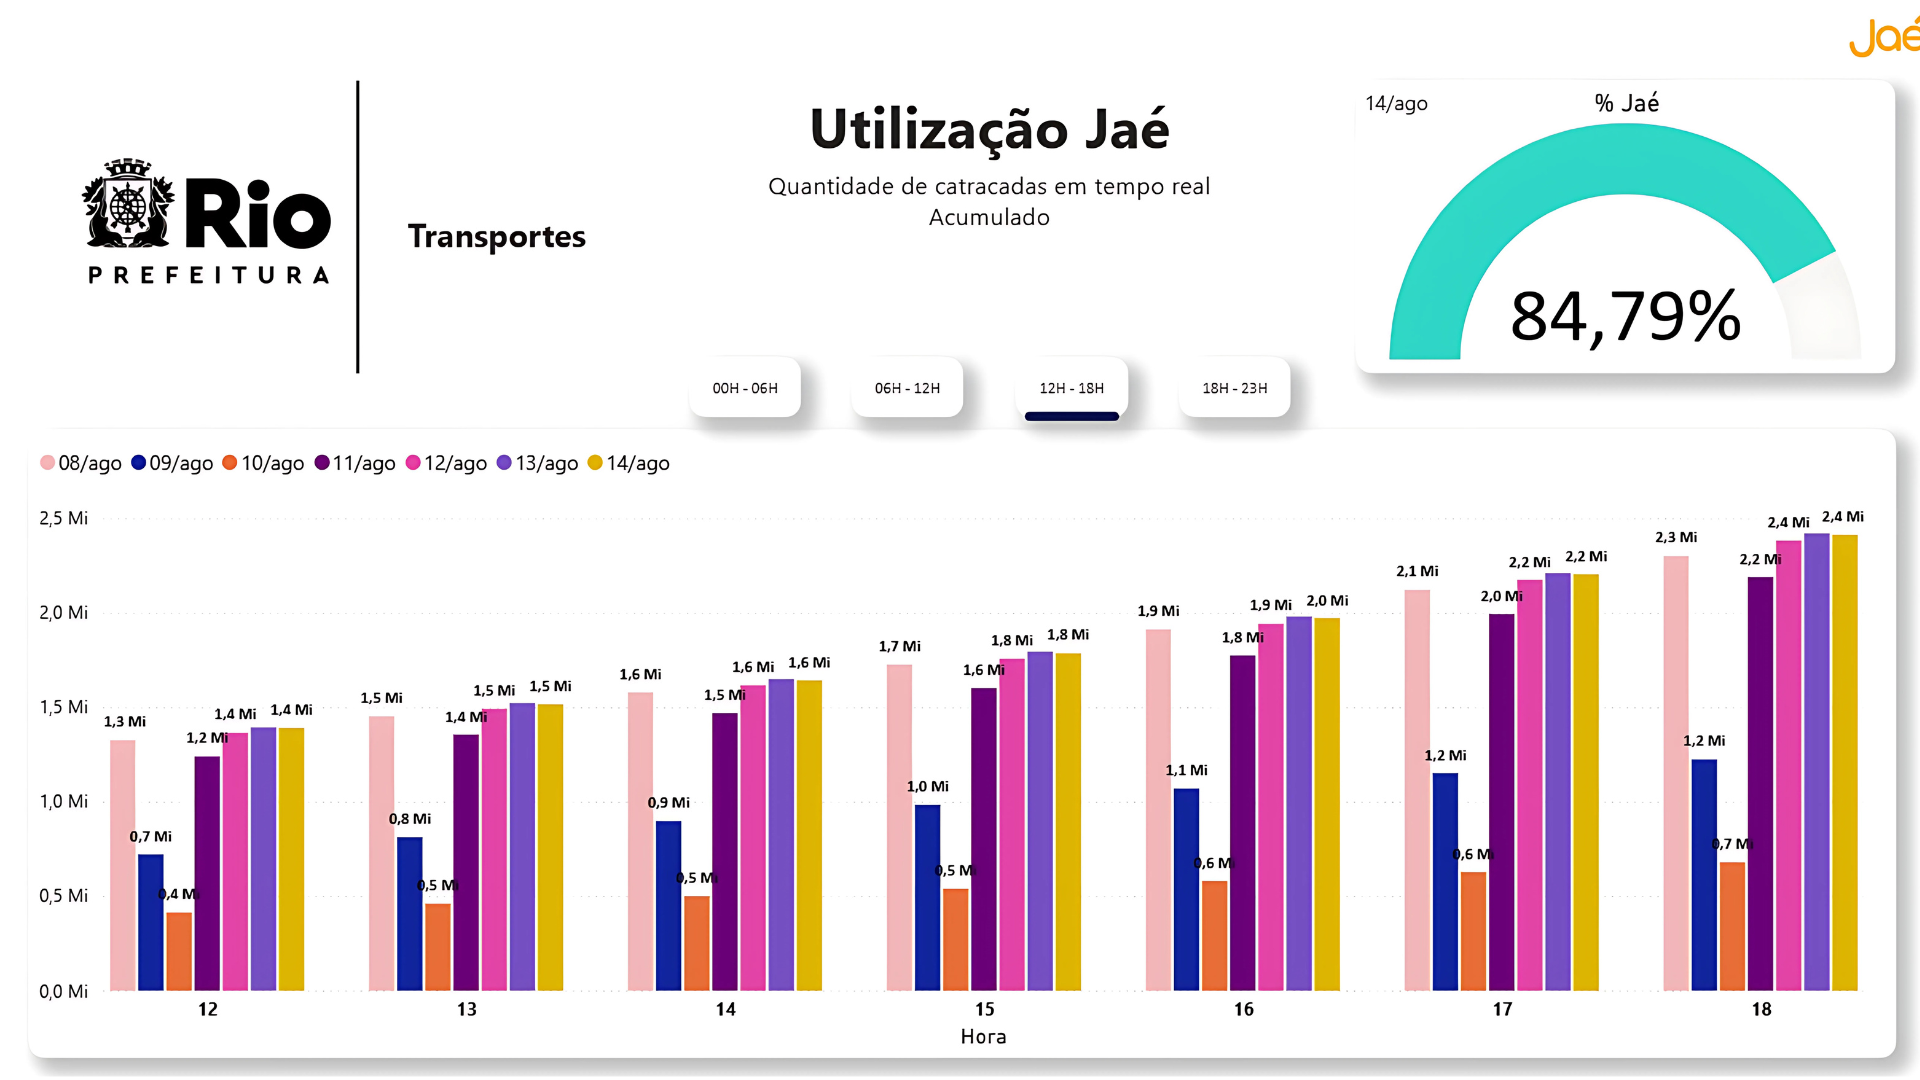 Jaé
Rio
PREFEITURA
Transportes
Utilização Jaé
Quantidade de catracadas em tempo real
Acumulado
14/ago
% Jaé
84,79%
00H - 06H
06H - 12H
12H - 18H
18H - 23H
08/ago 09/ago 10/ago 11/ago 12/ago 13/ago 14/ago
2,5 Mi
2,0 Mi
1,5 Mi
1,0 Mi
0,5 Mi
0,0 Mi
1,3 Mi
0,7 Mi
0,4 Mi
1,2 Mi
1,4 Mi
1,4 Mi
1,5 Mi
0,8 Mi
0,5 Mi
1,4 Mi
1,5 Mi
1,5 Mi
1,6 Mi
0,9 Mi
0,5 Mi
1,5 Mi
1,6 Mi
1,6 Mi
1,7 Mi
1,0 Mi
0,5 Mi
1,6 Mi
1,8 Mi
1,8 Mi
1,9 Mi
1,1 Mi
0,6 Mi
1,8 Mi
1,9 Mi
2,0 Mi
2,1 Mi
1,2 Mi
0,6 Mi
2,0 Mi
2,2 Mi
2,2 Mi
2,3 Mi
1,2 Mi
0,7 Mi
2,2 Mi
2,4 Mi
2,4 Mi
12 13 14 15 16 17 18
Hora